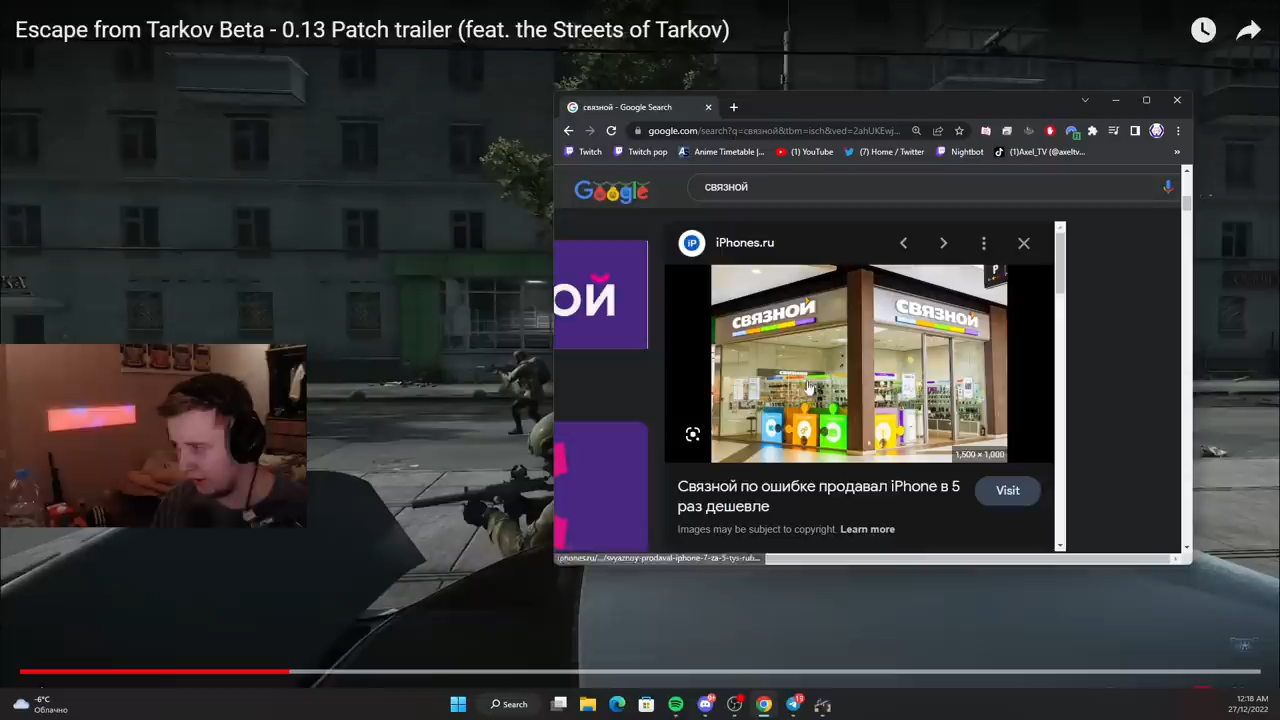 Escape from Tarkov Beta - 0.13 Patch trailer (feat. the Streets of Tarkov)
связной - Google Search
google.com/search?q=связной&tbm=isch&ved=2ahUKEwj...
Twitch
Twitch pop
Anime Timetable |...
(1) YouTube
(7) Home / Twitter
Nightbot
(1)Axel_TV (@axeltv...
»
Google
связной
iP
iPhones.ru
ОЙ
СВЯЗНОЙ
СВЯЗНОЙ
1,500 × 1,000
Связной по ошибке продавал iPhone в 5
раз дешевле
Visit
Images may be subject to copyright. Learn more
iphones.ru/.../svyaznoy-prodaval-iphone-7-za-5-tys-rub...
-6°C
Облачно
Search
12:18 AM
27/12/2022